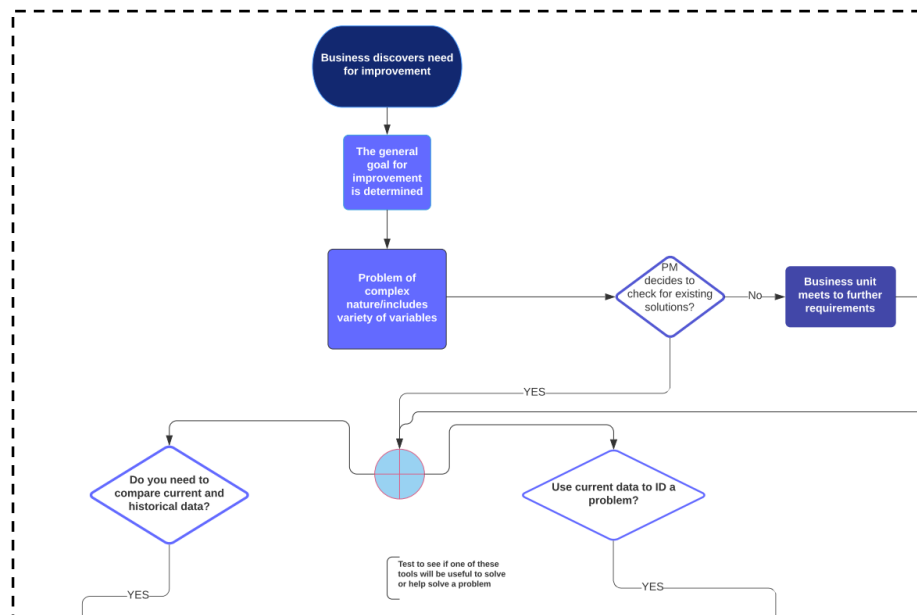 Business discovers need
for improvement
The general
goal for
improvement
is determined
Problem of
complex
nature/includes
variety of variables
PM
decides to
check for existing
solutions?
No
Business unit
meets to further
requirements
YES
Do you need to
compare current and
historical data?
Use current data to ID a
problem?
Test to see if one of these
tools will be useful to solve
or help solve a problem
YES
YES